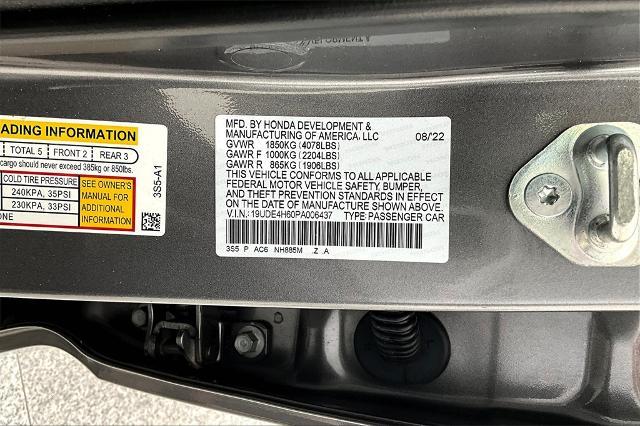 ADING INFORMATION
TOTAL 5 FRONT 2 REAR 3
cargo should never exceed 385kg or 850lbs.
COLD TIRE PRESSURE
240KPA, 35PSI
230KPA, 33PSI
ONE
SEE OWNER'S
MANUAL FOR
ADDITIONAL
INFORMATION
3S5-A1
MFD. BY HONDA DEVELOPMENT &
MANUFACTURING OF AMERICA, LLC 08/'22
GVWR 1850KG (4078LBS)
GAWR F 1000KG (2204LBS)
GAWR R 865KG (1906LBS)
THIS VEHICLE CONFORMS TO ALL APPLICABLE
FEDERAL MOTOR VEHICLE SAFETY, BUMPER,
AND THEFT PREVENTION STANDARDS IN EFFECT
ON THE DATE OF MANUFACTURE SHOWN ABOVE.
V.I.N.: 19UDE4H60PA006437 TYPE: PASSENGER CAR
3S5 P AC6 NH885M .Z .A